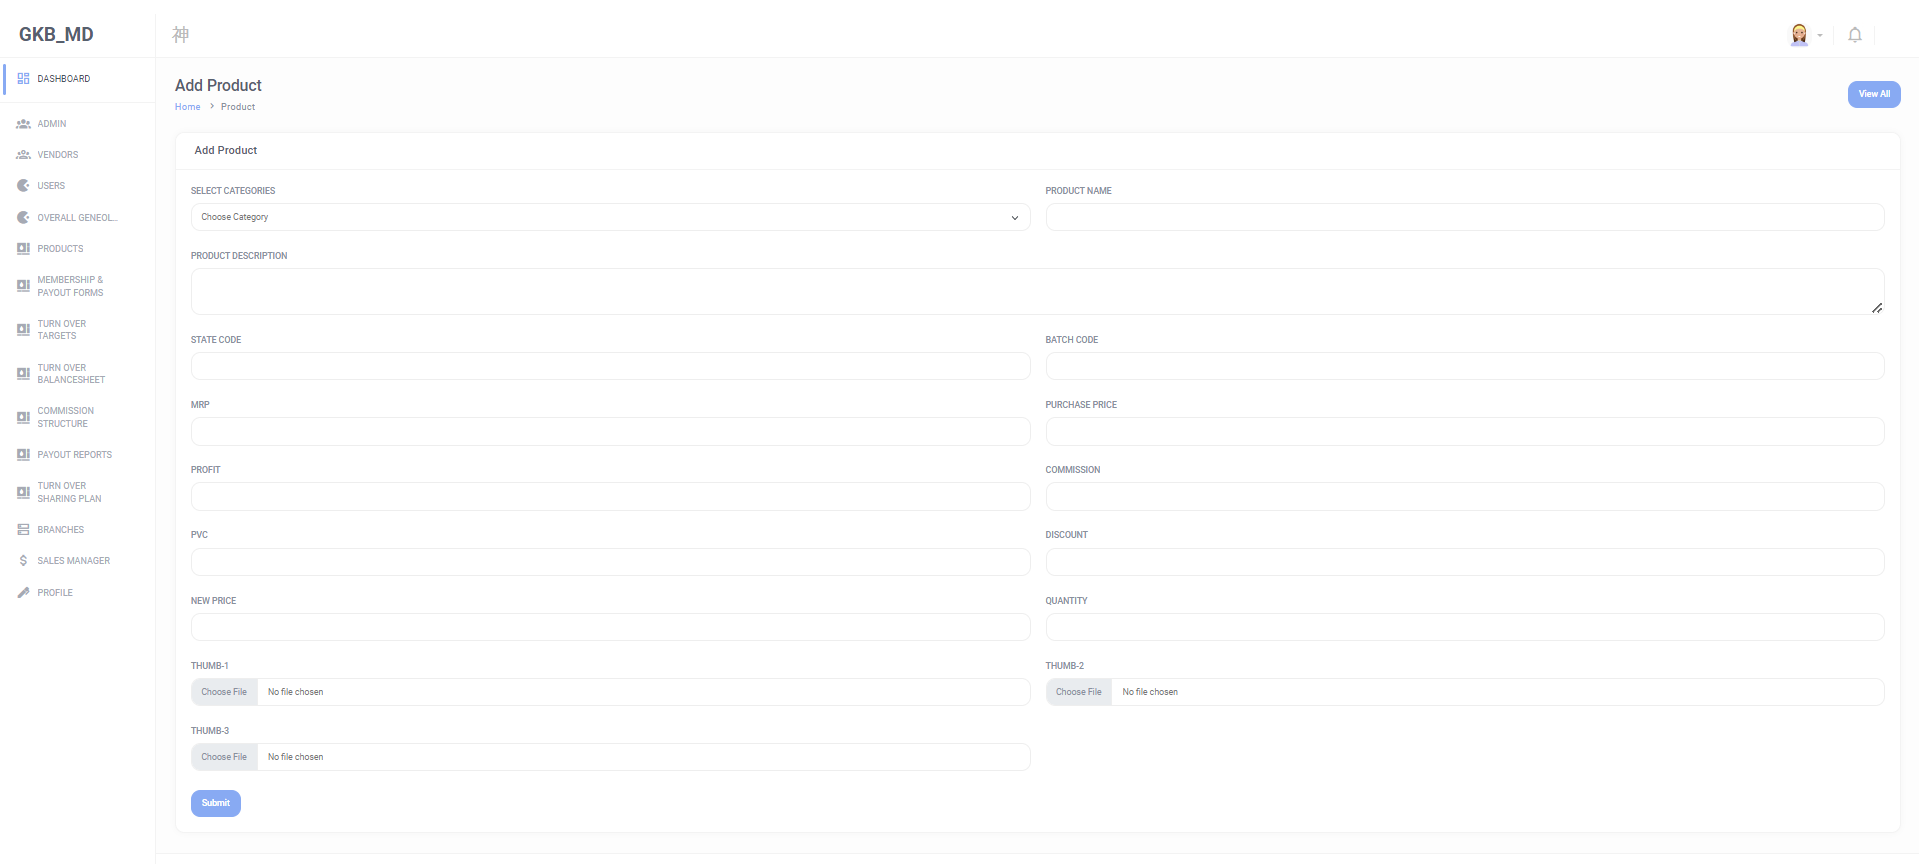 GKB_MD
神
DASHBOARD
ADMIN
VENDORS
USERS
OVERALL GENEOL...
PRODUCTS
MEMBERSHIP &
PAYOUT FORMS
TURN OVER
TARGETS
TURN OVER
BALANCESHEET
COMMISSION
STRUCTURE
PAYOUT REPORTS
TURN OVER
SHARING PLAN
BRANCHES
SALES MANAGER
PROFILE
Add Product
Home > Product
View All
Add Product
SELECT CATEGORIES
Choose Category
PRODUCT NAME
PRODUCT DESCRIPTION
STATE CODE
BATCH CODE
MRP
PURCHASE PRICE
PROFIT
COMMISSION
PVC
DISCOUNT
NEW PRICE
QUANTITY
THUMB-1
Choose File No file chosen
THUMB-2
Choose File No file chosen
THUMB-3
Choose File No file chosen
Submit